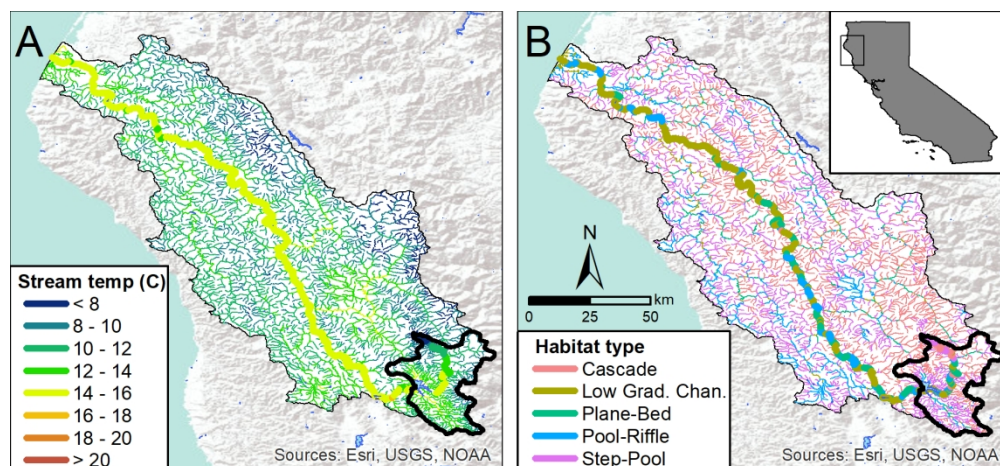 A
Stream temp (C)
< 8
8 - 10
10 - 12
12 - 14
14 - 16
16 - 18
18 - 20
> 20
Sources: Esri, USGS, NOAA
B
N
km
0 25 50
Habitat type
Cascade
Low Grad. Chan.
Plane-Bed
Pool-Riffle
Step-Pool
Sources: Esri, USGS, NOAA